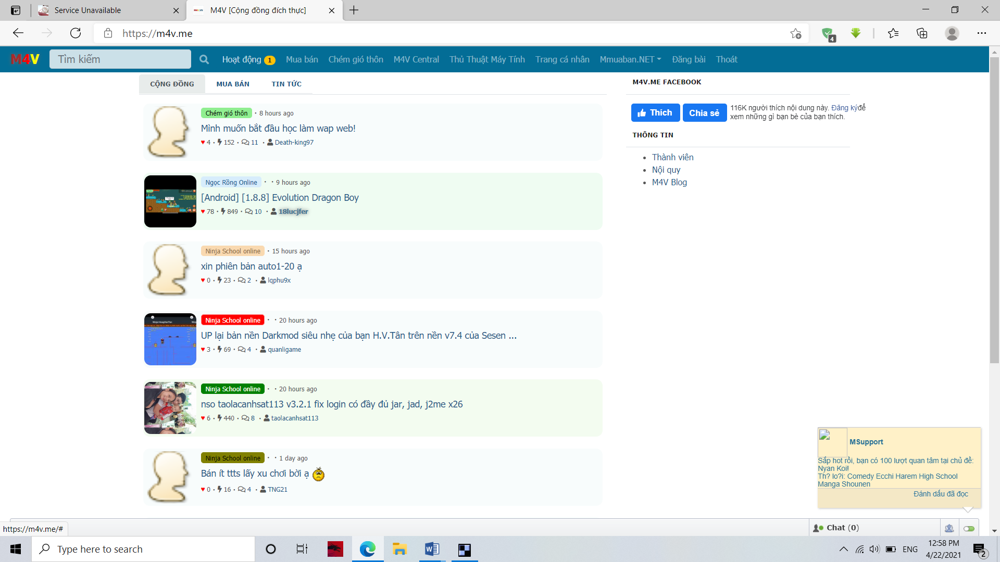 Service Unavailable
M4V [Cộng đồng đích thực]
https://m4v.me
4
M4V
Tìm kiếm
Hoạt động 1
Mua bán
Chém gió thôn
M4V Central
Thủ Thuật Máy Tính
Trang cá nhân
Mmuaban.NET
Đăng bài
Thoát
CỘNG ĐỒNG
MUA BÁN
TIN TỨC
Chém gió thôn • 8 hours ago
Mình muốn bắt đầu học làm wap web!
♥ 4 • 152 • 11 • Death-king97
Ngọc Rồng Online • • 9 hours ago
[Android] [1.8.8] Evolution Dragon Boy
♥ 78 • 849 • 10 • 18lucjfer
Ninja School online • 15 hours ago
xin phiên bản auto1-20 ạ
♥ 0 • 23 • 2 • lqphu9x
Ninja School online • • 20 hours ago
UP lại bản nền Darkmod siêu nhẹ của bạn H.V.Tân trên nền v7.4 của Sesen ...
♥ 3 • 69 • 4 • quanligame
Ninja School online • • 20 hours ago
nso taolacanhsat113 v3.2.1 fix login có đầy đủ jar, jad, j2me x26
♥ 6 • 440 • 8 • taolacanhsat113
Ninja School online • • 1 day ago
Bán ít ttts lấy xu chơi bời ạ
♥ 0 • 16 • 4 • TNG21
M4V.ME FACEBOOK
Thích
Chia sẻ
116K người thích nội dung này. Đăng kýđể
xem những gì bạn bè của bạn thích.
THÔNG TIN
• Thành viên
• Nội quy
• M4V Blog
MSupport
Sắp hot rồi, bạn có 100 lượt quan tâm tại chủ đề:
Nyan Koi!
Th? lo?i: Comedy Ecchi Harem High School
Manga Shounen
Đánh dấu đã đọc
https://m4v.me/#
Chat (0)
Type here to search
ENG
12:58 PM
4/22/2021
2